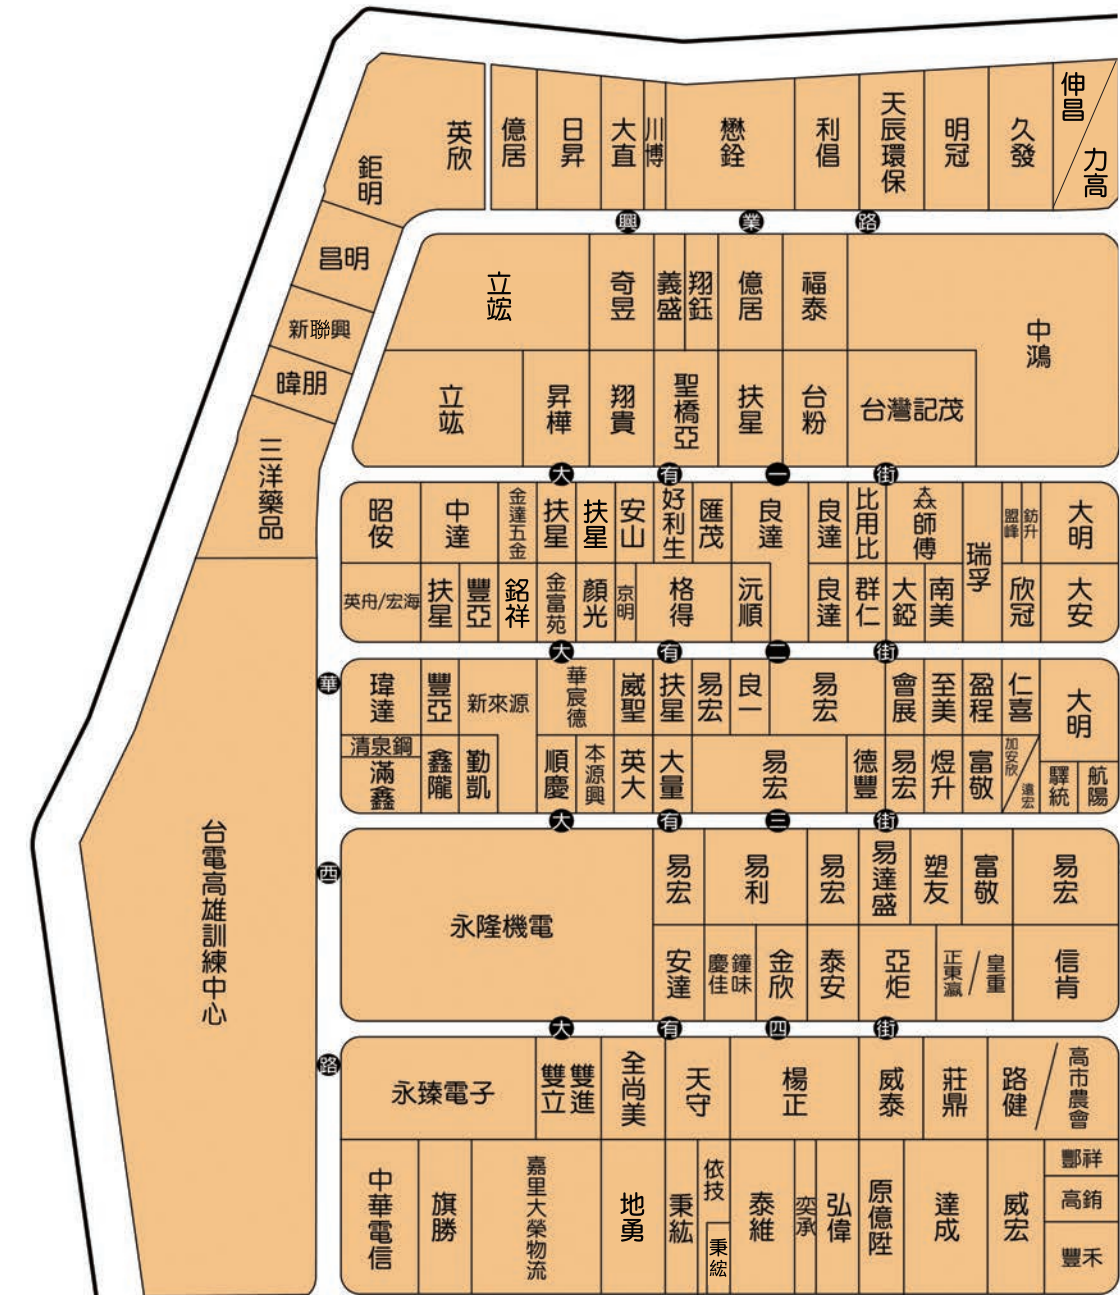 英欣
億居
日昇
大直
川博
懋銓
利倡
天辰環保
明冠
久發
伸昌
力高
鉅明
昌明
新聯興
暐朋
三洋藥品
台電高雄訓練中心
興業路
立竤
奇昱
義盛
翔鈺
億居
福泰
中鴻
立竤
昇樺
翔貴
聖橋亞
扶星
台粉
台灣記茂
大有一街
昭侒
中達
金達五金
扶星
扶星
安山
好利生
匯茂
良達
良達
比用比
森師傅
瑞孚
盟峰
鈁升
大明
英舟/宏海
扶星
豐亞
銘祥
金富苑
顏光
京明
格得
沅順
良達
群仁
大錏
南美
欣冠
大安
大有二街
華西路
瑋達
豐亞
新來源
華宸德
崴聖
扶星
易宏
良一
易宏
會展
至美
盈程
仁喜
大明
清泉鋼
滿鑫
鑫隴
勤凱
順慶
本源興
英大
大量
易宏
德豐
易宏
煜升
富敬
加安欣
遠宏
驛統
航陽
大有三街
永隆機電
易宏
易利
易宏
易達盛
塑友
富敬
易宏
安達
慶佳
鐘味
金欣
泰安
亞炬
正東瀛/皇重
信肯
大有四街
永臻電子
雙立
雙進
全尚美
天守
楊正
威泰
莊鼎
路健/高市農會
中華電信
旗勝
嘉里大榮物流
地勇
秉紘
依技
秉綋
泰維
奕承
弘偉
原億陞
達成
威宏
酆祥
高銪
豐禾